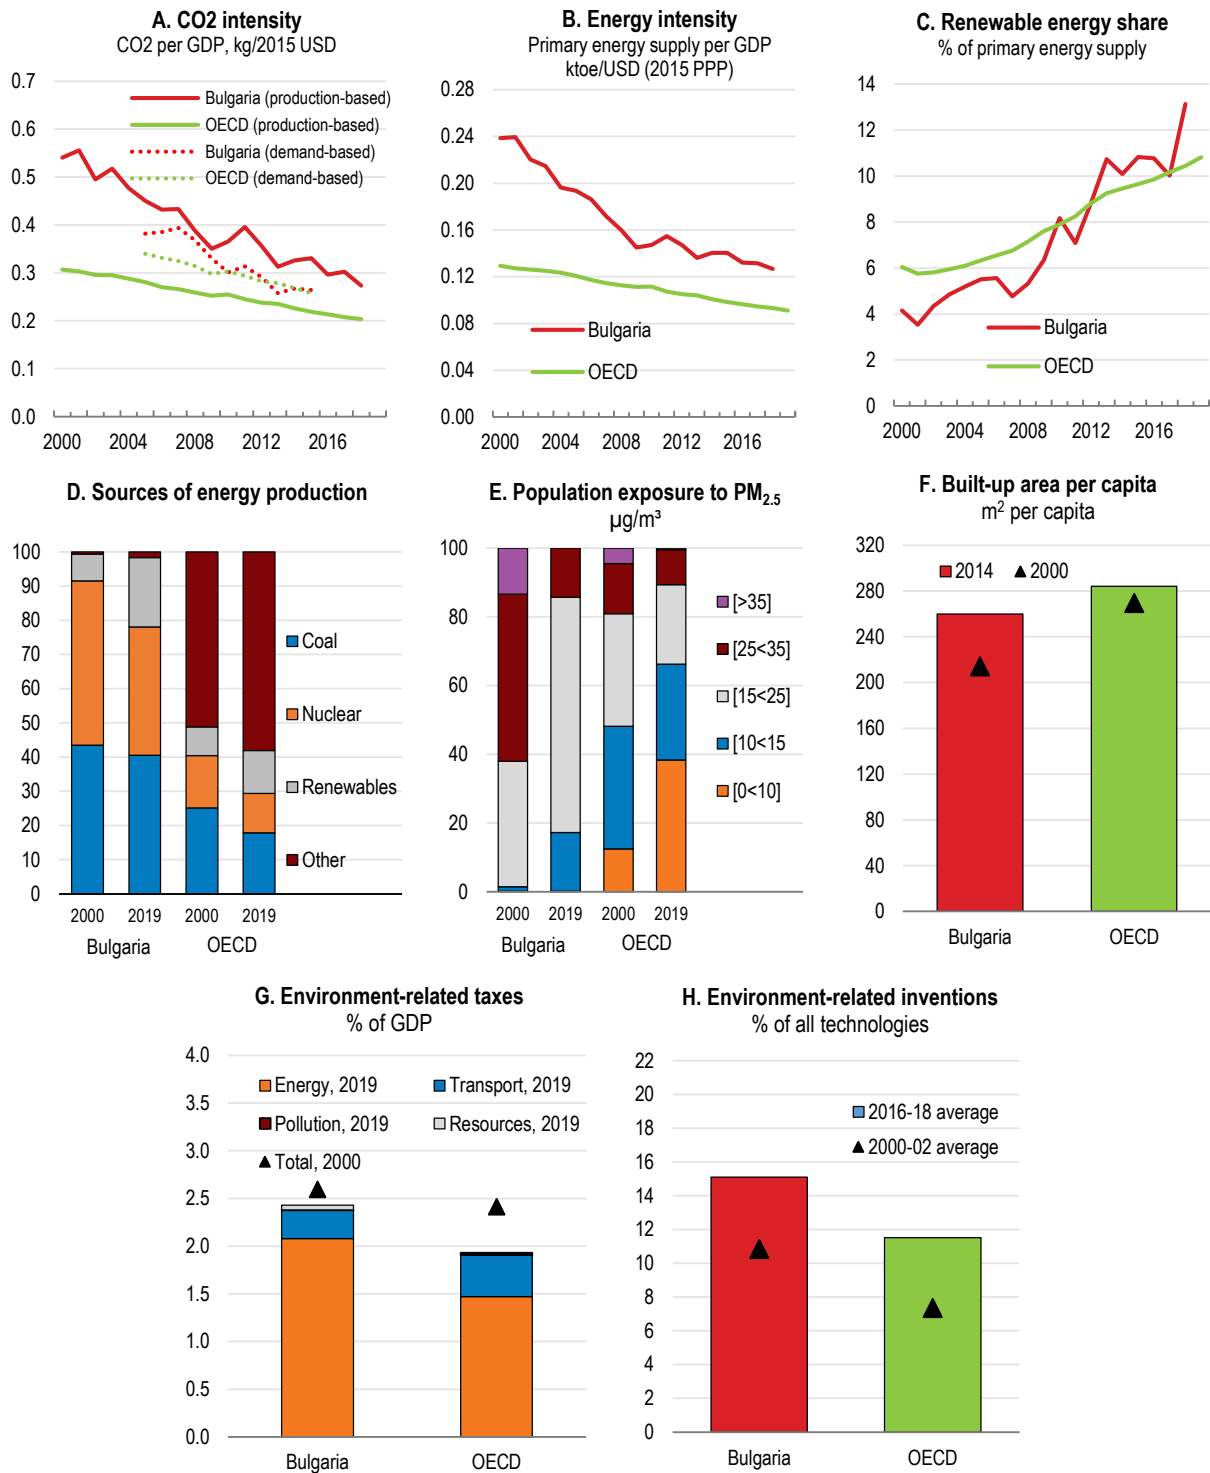 A. CO2 intensity
CO2 per GDP, kg/2015 USD
0.7
0.6
0.5
0.4
0.3
0.2
0.1
0.0
Bulgaria (production-based)
OECD (production-based)
Bulgaria (demand-based)
OECD (demand-based)
2000 2004 2008 2012 2016
B. Energy intensity
Primary energy supply per GDP
ktoe/USD (2015 PPP)
0.28
0.24
0.20
0.16
0.12
0.08
0.04
0.00
Bulgaria
OECD
2000 2004 2008 2012 2016
C. Renewable energy share
% of primary energy supply
14
12
10
8
6
4
2
0
Bulgaria
OECD
2000 2004 2008 2012 2016
D. Sources of energy production
100
90
80
70
60
50
40
30
20
10
0
Coal
Nuclear
Renewables
Other
2000 2019 2000 2019
Bulgaria OECD
E. Population exposure to PM2.5
µg/m³
100
80
60
40
20
0
[>35]
[25<35]
[15<25]
[10<15
[0<10]
2000 2019 2000 2019
Bulgaria OECD
F. Built-up area per capita
m2 per capita
320
280
240
200
160
120
80
40
0
2014 2000
Bulgaria OECD
G. Environment-related taxes
% of GDP
4.0
3.5
3.0
2.5
2.0
1.5
1.0
0.5
0.0
Energy, 2019 Transport, 2019
Pollution, 2019 Resources, 2019
Total, 2000
Bulgaria OECD
H. Environment-related inventions
% of all technologies
22
20
18
16
14
12
10
8
6
4
2
0
2016-18 average
2000-02 average
Bulgaria OECD